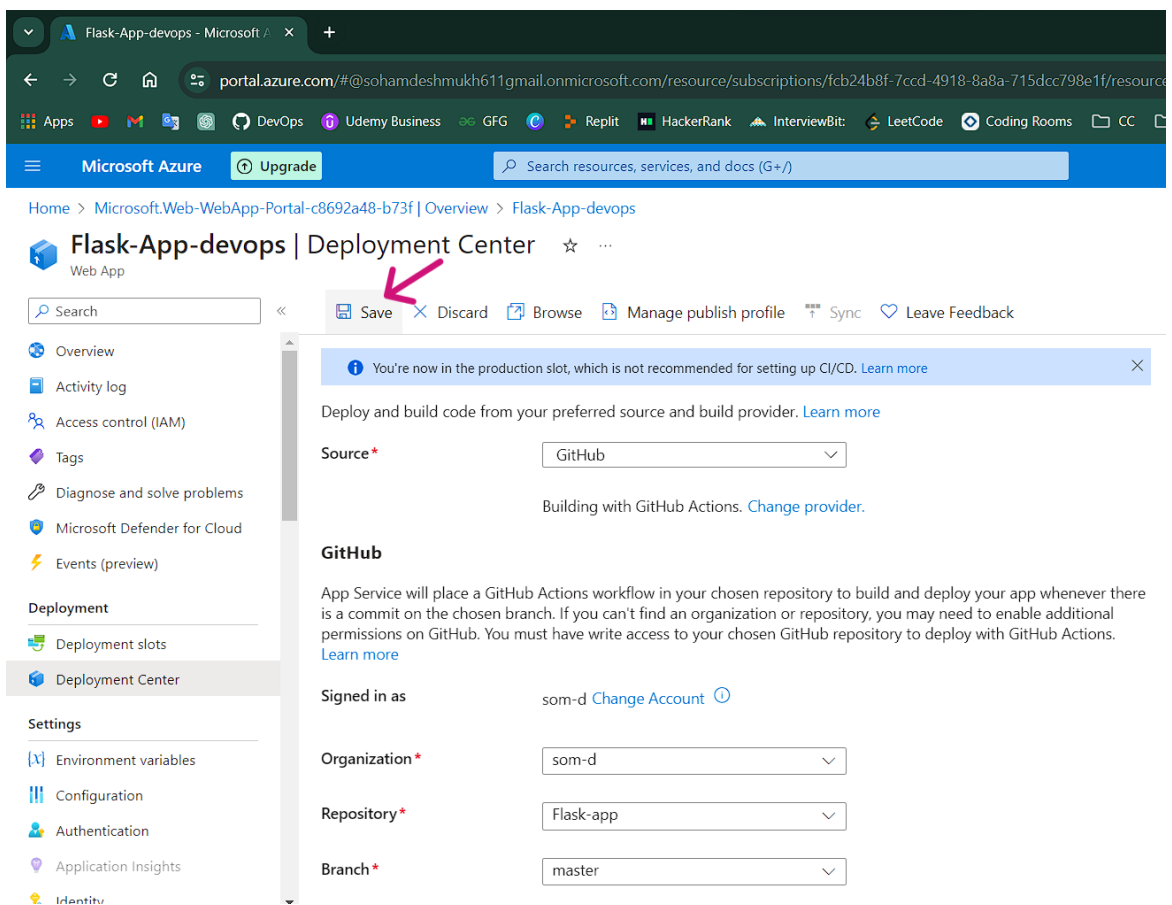 Flask-App-devops - Microsoft A
portal.azure.com/#@sohamdeshmukh611gmail.onmicrosoft.com/resource/subscriptions/fcb24b8f-7ccd-4918-8a8a-715dcc798e1f/resource
Apps DevOps Udemy Business GFG Replit HackerRank InterviewBit: LeetCode Coding Rooms CC
Microsoft Azure Upgrade Search resources, services, and docs (G+/)
Home > Microsoft.Web-WebApp-Portal-c8692a48-b73f | Overview > Flask-App-devops
Flask-App-devops | Deployment Center
Web App
Search
Save Discard Browse Manage publish profile Sync Leave Feedback
Overview
Activity log
Access control (IAM)
Tags
Diagnose and solve problems
Microsoft Defender for Cloud
Events (preview)
Deployment
Deployment slots
Deployment Center
Settings
Environment variables
Configuration
Authentication
Application Insights
Identity
You're now in the production slot, which is not recommended for setting up CI/CD. Learn more
Deploy and build code from your preferred source and build provider. Learn more
Source* GitHub
Building with GitHub Actions. Change provider.
GitHub
App Service will place a GitHub Actions workflow in your chosen repository to build and deploy your app whenever there
is a commit on the chosen branch. If you can't find an organization or repository, you may need to enable additional
permissions on GitHub. You must have write access to your chosen GitHub repository to deploy with GitHub Actions.
Learn more
Signed in as som-d Change Account
Organization* som-d
Repository* Flask-app
Branch* master